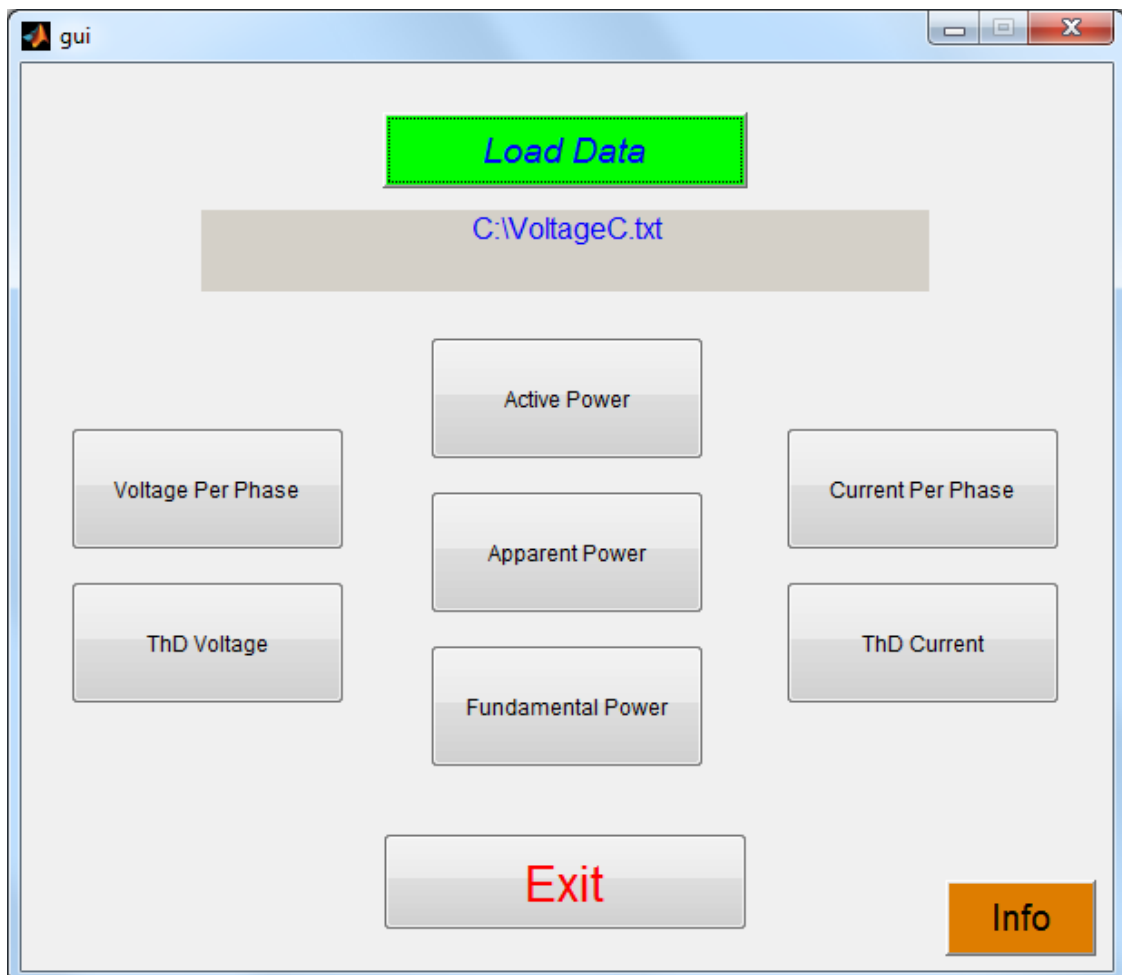 gui
Load Data
C:\VoltageC.txt
Active Power
Voltage Per Phase
Current Per Phase
Apparent Power
ThD Voltage
ThD Current
Fundamental Power
Exit
Info